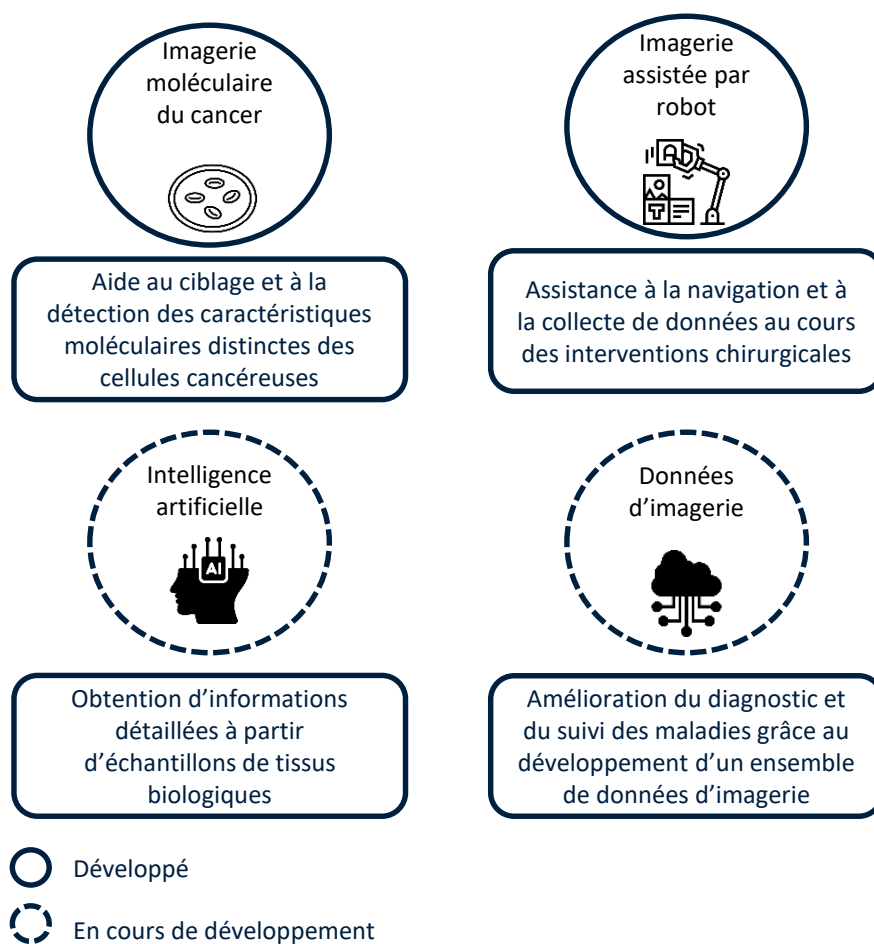 Imagerie
moléculaire
du cancer
Imagerie
assistée par
robot
Aide au ciblage et à la
détection des caractéristiques
moléculaires distinctes des
cellules cancéreuses
Assistance à la navigation et à
la collecte de données au cours
des interventions chirurgicales
Intelligence
artificielle
AI
Données
d’imagerie
Obtention d’informations
détaillées à partir
d’échantillons de tissus
biologiques
Amélioration du diagnostic et
du suivi des maladies grâce au
développement d’un ensemble
de données d’imagerie
Développé
En cours de développement